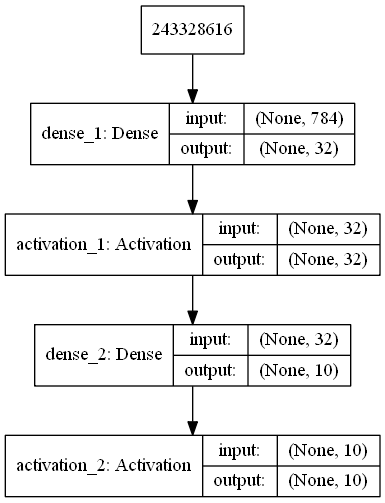 243328616
dense_1: Dense
input:
(None, 784)
output:
(None, 32)
activation_1: Activation
input:
(None, 32)
output:
(None, 32)
dense_2: Dense
input:
(None, 32)
output:
(None, 10)
activation_2: Activation
input:
(None, 10)
output:
(None, 10)